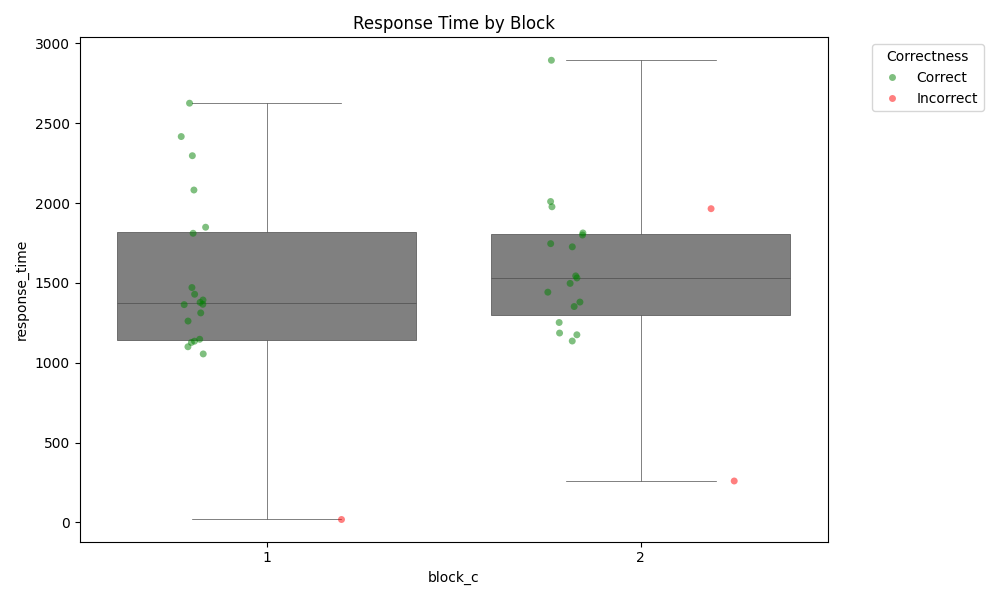 Response Time by Block
Correctness
Correct
Incorrect
response_time
3000
2500
2000
1500
1000
500
0
1
2
block_c